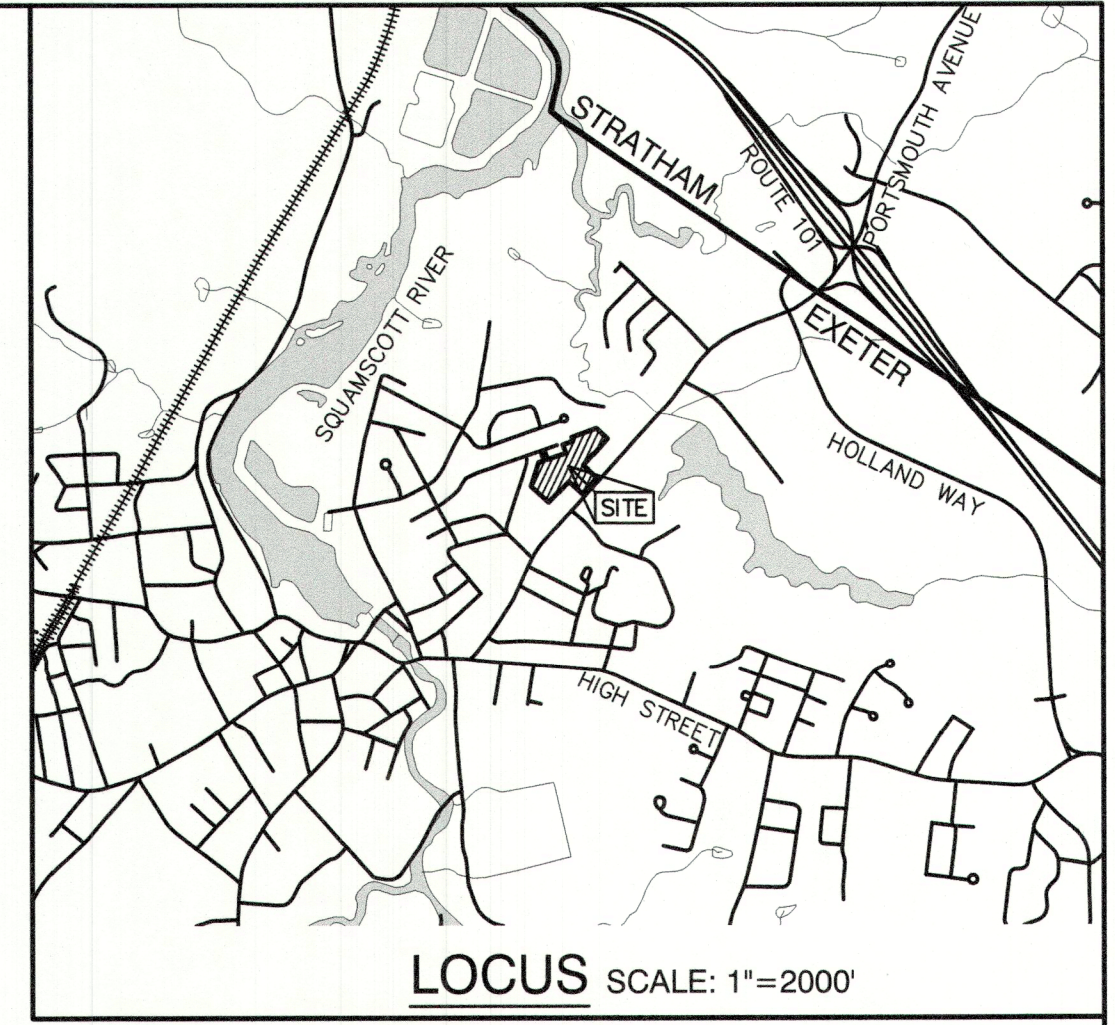 STRATHAM
ROUTE 101
PORTSMOUTH AVENUE
SQUAMSCOTT RIVER
EXETER
HOLLAND WAY
SITE
HIGH STREET
LOCUS SCALE: 1"=2000'